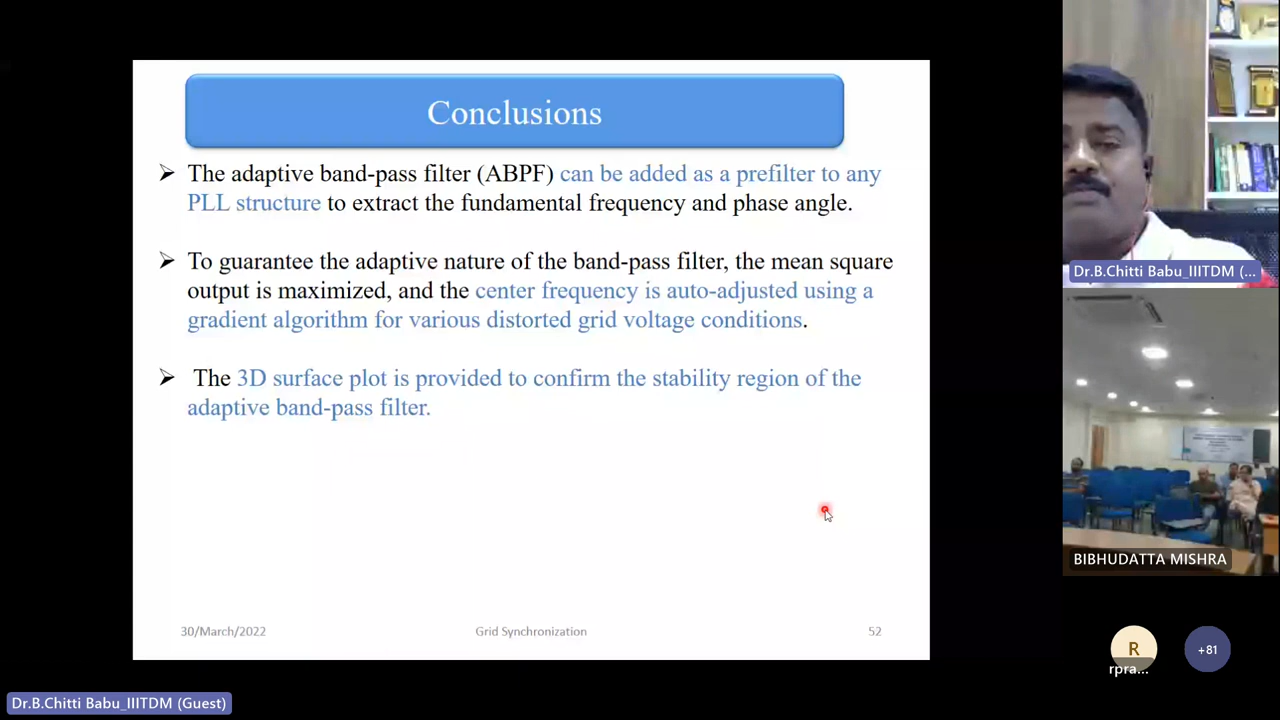 Conclusions
➢ The adaptive band-pass filter (ABPF) can be added as a prefilter to any
PLL structure to extract the fundamental frequency and phase angle.
➢ To guarantee the adaptive nature of the band-pass filter, the mean square
output is maximized, and the center frequency is auto-adjusted using a
gradient algorithm for various distorted grid voltage conditions.
➢ The 3D surface plot is provided to confirm the stability region of the
adaptive band-pass filter.
30/March/2022
Grid Synchronization
52
Dr.B.Chitti Babu_IIITDM (...
BIBHUDATTA MISHRA
R
rpra...
+81
Dr.B.Chitti Babu_IIITDM (Guest)